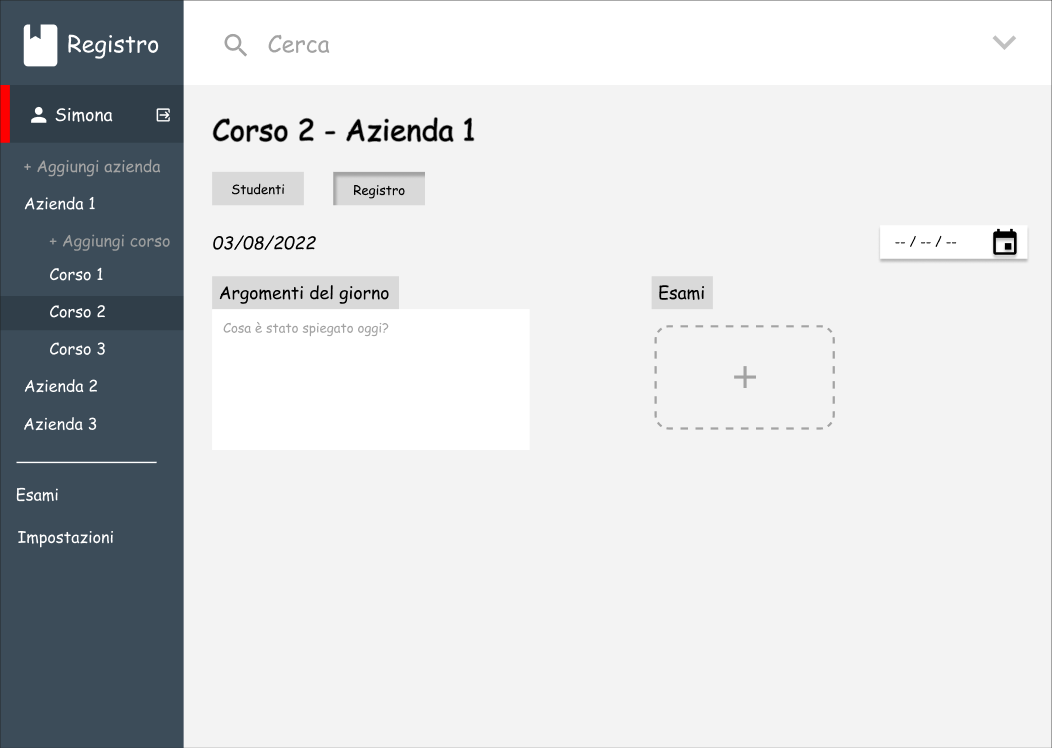 Registro
Cerca
Simona
+ Aggiungi azienda
Azienda 1
+ Aggiungi corso
Corso 1
Corso 2
Corso 3
Azienda 2
Azienda 3
Esami
Impostazioni
Corso 2 - Azienda 1
Studenti
Registro
03/08/2022
-- / -- / --
Argomenti del giorno
Cosa è stato spiegato oggi?
Esami
+